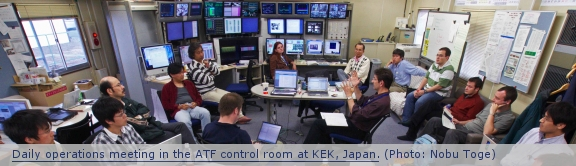 Daily operations meeting in the ATF control room at KEK, Japan. (Photo: Nobu Toge)